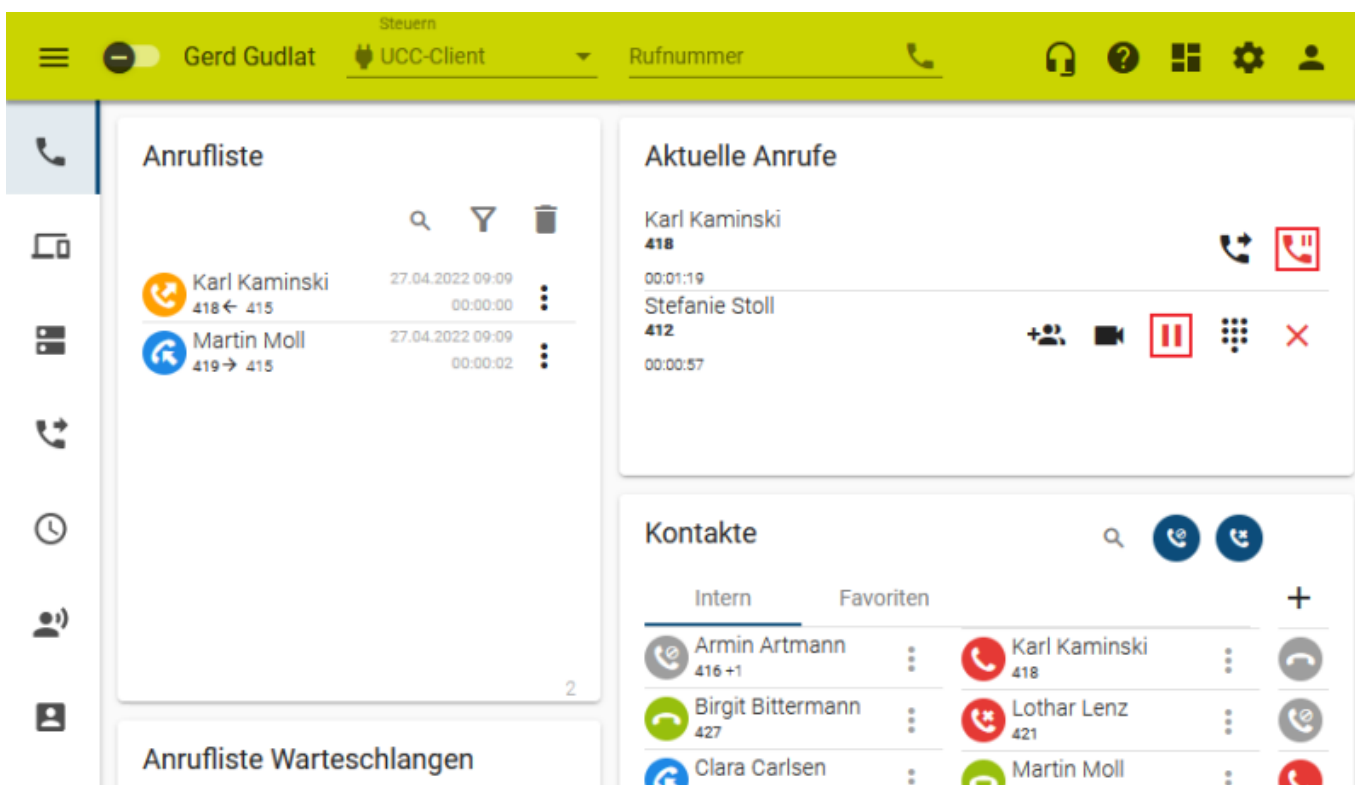 Steuern
Gerd Gudlat UCC-Client Rufnummer
Anrufliste
Karl Kaminski 27.04.2022 09:09
418 ← 415 00:00:00
Martin Moll 27.04.2022 09:09
419 → 415 00:00:02
2
Anrufliste Warteschlangen
Aktuelle Anrufe
Karl Kaminski
418
00:01:19
Stefanie Stoll
412
00:00:57
Kontakte
Intern Favoriten
Armin Artmann Karl Kaminski
416 +1 418
Birgit Bittermann Lothar Lenz
427 421
Clara Carlsen Martin Moll